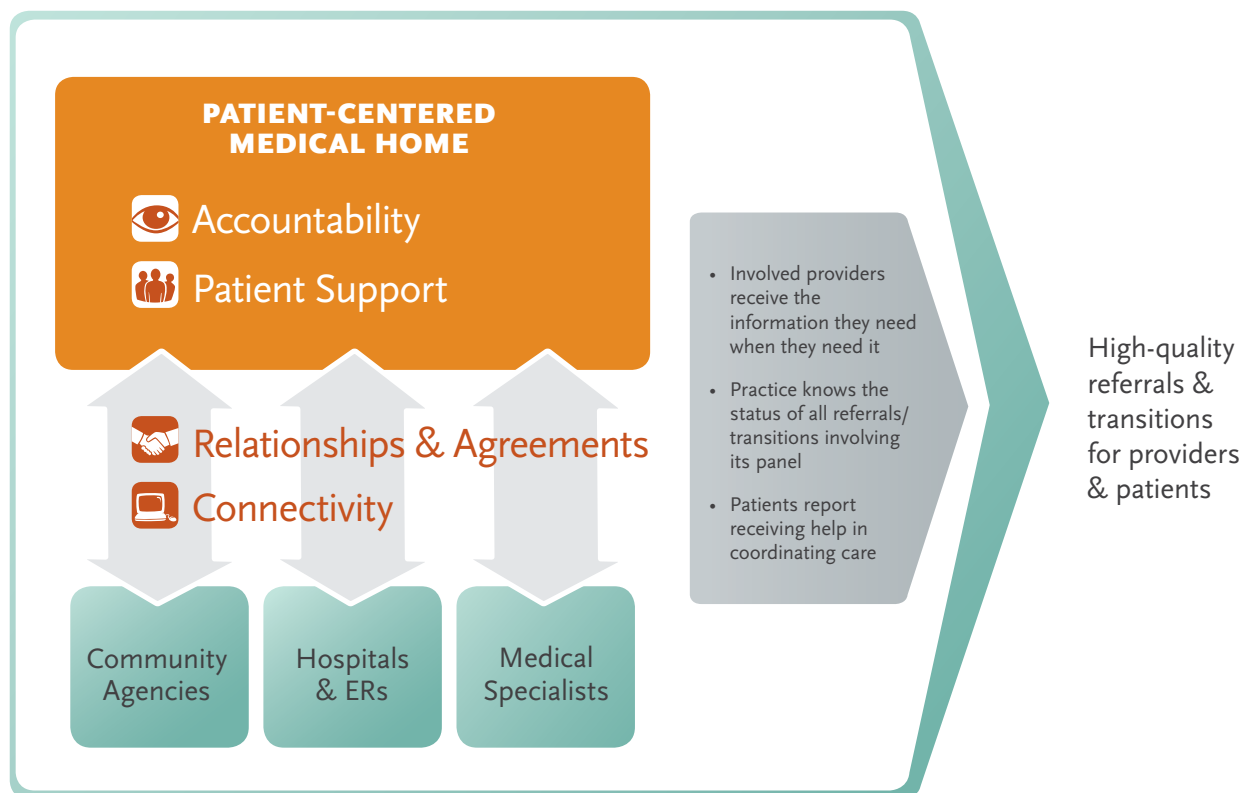 PATIENT-CENTERED
MEDICAL HOME
Accountability
Patient Support
Relationships & Agreements
Connectivity
Community
Agencies
Hospitals
& ERs
Medical
Specialists
• Involved providers
receive the
information they need
when they need it
• Practice knows the
status of all referrals/
transitions involving
its panel
• Patients report
receiving help in
coordinating care
High-quality
referrals &
transitions
for providers
& patients